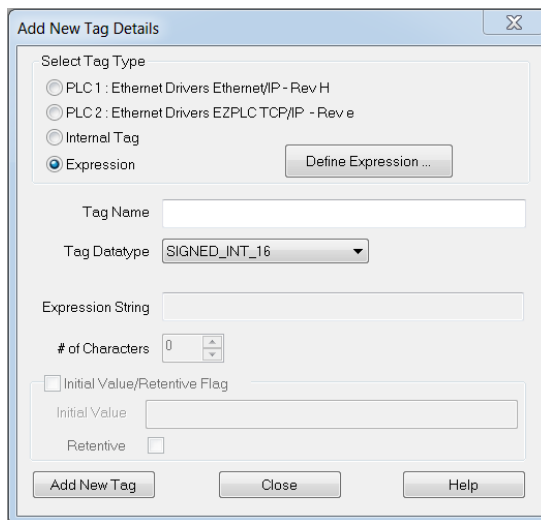 Add New Tag Details
Select Tag Type
PLC 1 : Ethernet Drivers Ethernet/IP - Rev H
PLC 2 : Ethernet Drivers EZPLC TCP/IP - Rev e
Internal Tag
Expression
Define Expression ...
Tag Name
Tag Datatype SIGNED_INT_16
Expression String
# of Characters 0
Initial Value/Retentive Flag
Initial Value
Retentive
Add New Tag Close Help